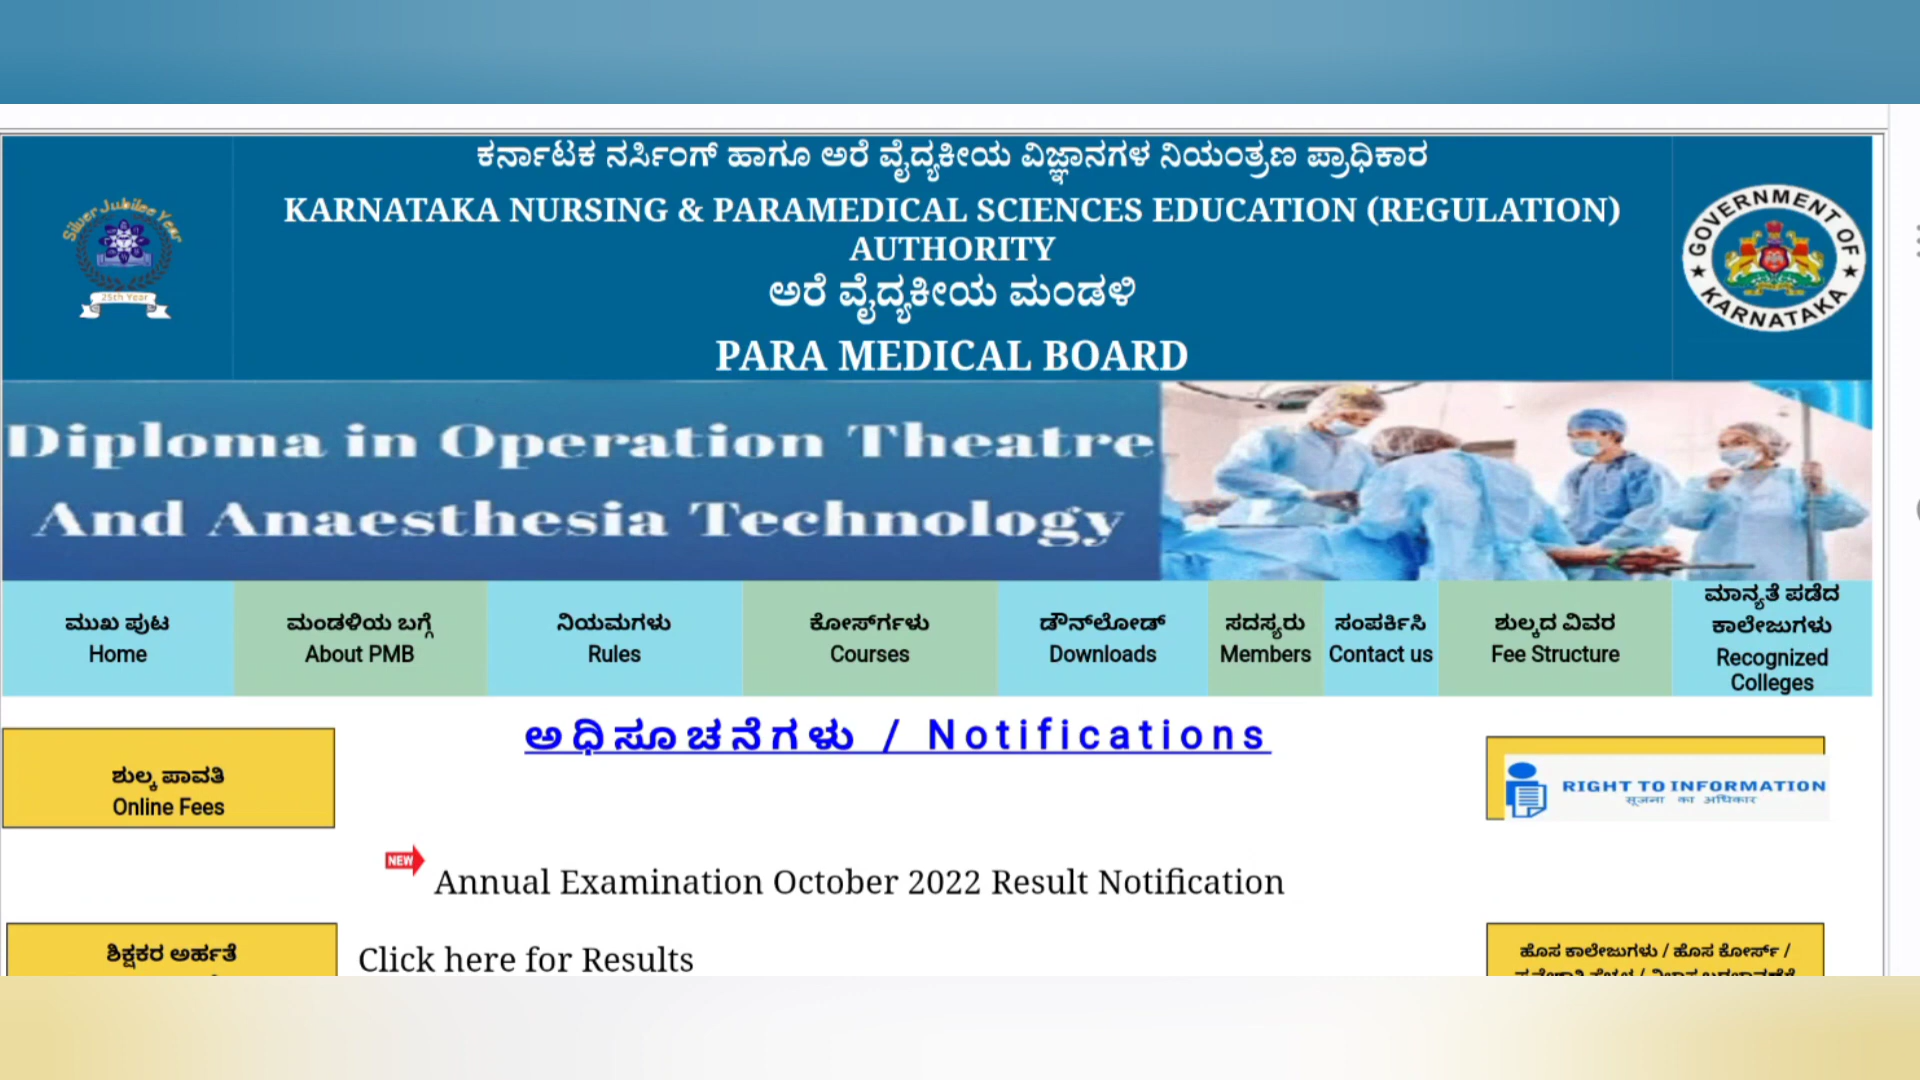 ಕರ್ನಾಟಕ ನರ್ಸಿಂಗ್ ಹಾಗೂ ಅರೆ ವೈದ್ಯಕೀಯ ವಿಜ್ಞಾನಗಳ ನಿಯಂತ್ರಣ ಪ್ರಾಧಿಕಾರ
KARNATAKA NURSING & PARAMEDICAL SCIENCES EDUCATION (REGULATION)
AUTHORITY
ಅರೆ ವೈದ್ಯಕೀಯ ಮಂಡಳಿ
PARA MEDICAL BOARD
Silver Jubilee Year
25th Year
GOVERNMENT OF
KARNATAKA
Diploma in Operation Theatre
And Anaesthesia Technology
ಮುಖ ಪುಟ
Home
ಮಂಡಳಿಯ ಬಗ್ಗೆ
About PMB
ನಿಯಮಗಳು
Rules
ಕೋರ್ಸ್‌ಗಳು
Courses
ಡೌನ್‌ಲೋಡ್
Downloads
ಸದಸ್ಯರು
Members
ಸಂಪರ್ಕಿಸಿ
Contact us
ಶುಲ್ಕದ ವಿವರ
Fee Structure
ಮಾನ್ಯತೆ ಪಡೆದ
ಕಾಲೇಜುಗಳು
Recognized
Colleges
ಅಧಿಸೂಚನೆಗಳು / Notifications
ಶುಲ್ಕ ಪಾವತಿ
Online Fees
RIGHT TO INFORMATION
सूजना का अधिकार
NEW
Annual Examination October 2022 Result Notification
ಶಿಕ್ಷಕರ ಅರ್ಹತೆ
Click here for Results
ಹೊಸ ಕಾಲೇಜುಗಳು / ಹೊಸ ಕೋರ್ಸ್ /